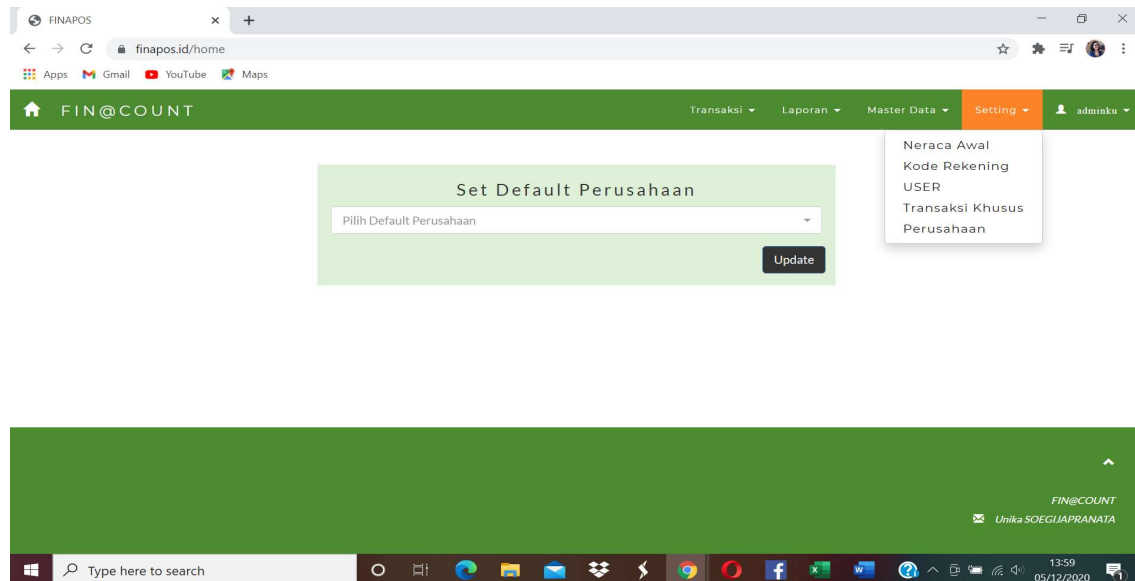 FINAPOS
finapos.id/home
Apps Gmail YouTube Maps
FIN@COUNT Transaksi Laporan Master Data Setting adminku
Neraca Awal
Kode Rekening
USER
Transaksi Khusus
Perusahaan
Set Default Perusahaan
Pilih Default Perusahaan
Update
FIN@COUNT
Unika SOEGIJAPRANATA
Type here to search
13:59
05/12/2020